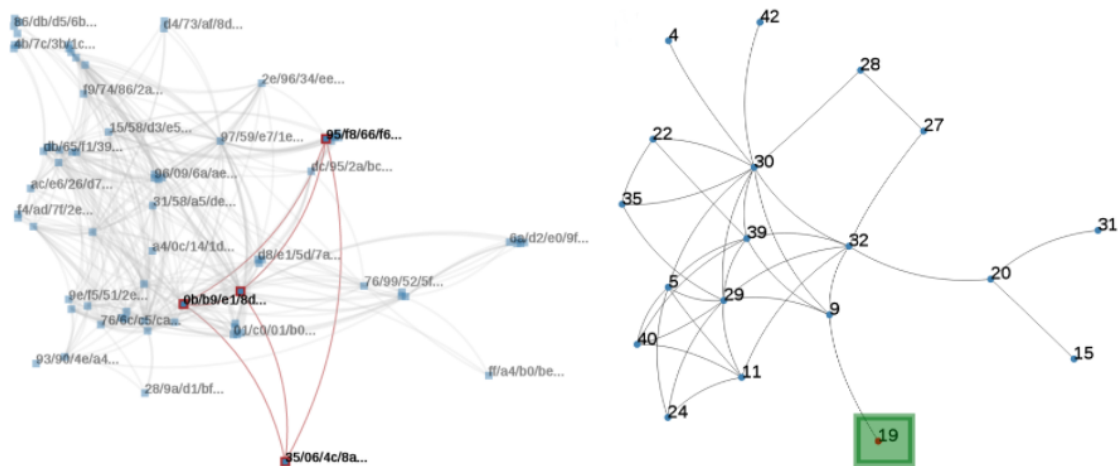 86/db/d5/6b...
d4/73/af/8d...
4b/7c/3b/1c...
2e/96/34/ee...
f9/74/86/2a...
15/58/d3/e5...
97/59/e7/1e...
95/f8/66/f6...
db/65/f1/39...
dc/95/2a/bc...
96/09/6a/ae...
ac/e6/26/d7...
31/58/a5/de...
f4/ad/7f/2e...
a4/0c/14/1d...
d8/e1/5d/7a...
6a/d2/e0/9f...
76/99/52/5f...
9e/f5/51/2e...
0b/b9/e1/8d...
76/6c/c5/ca...
01/c0/01/b0...
93/90/4e/a4...
28/9a/d1/bf...
ff/a4/b0/be...
35/06/4c/8a...
42
4
28
27
22
30
35
39
32
31
20
5
29
9
40
11
15
24
19